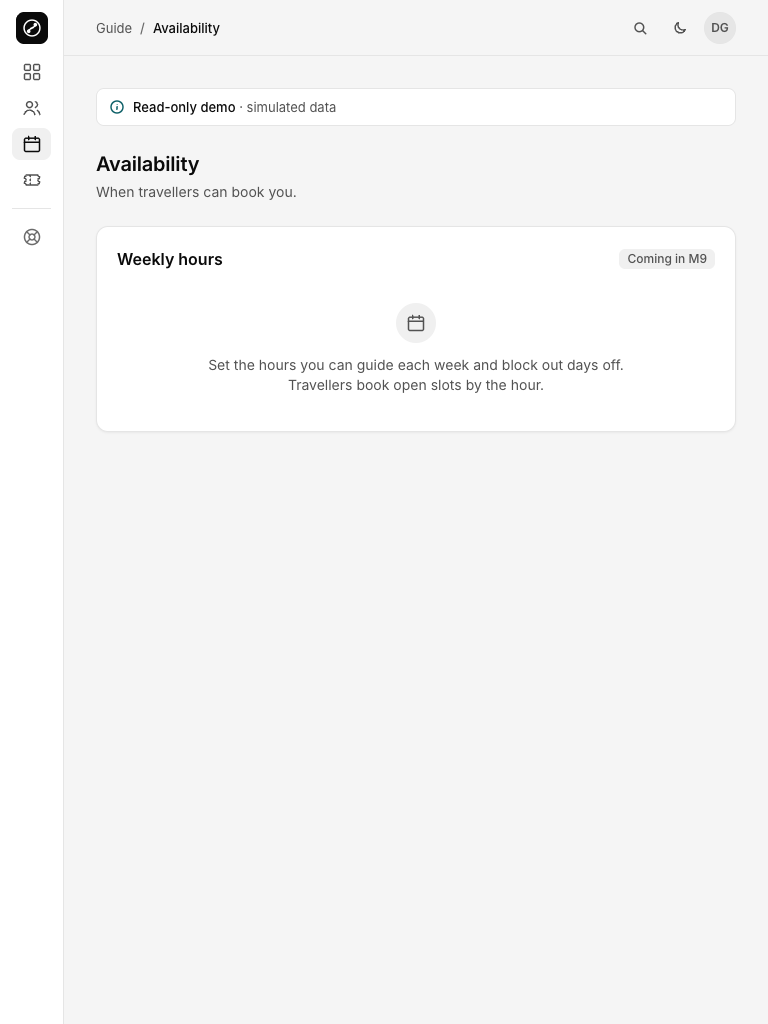 Guide / Availability
DG
Read-only demo · simulated data
Availability
When travellers can book you.
Weekly hours
Coming in M9
Set the hours you can guide each week and block out days off.
Travellers book open slots by the hour.